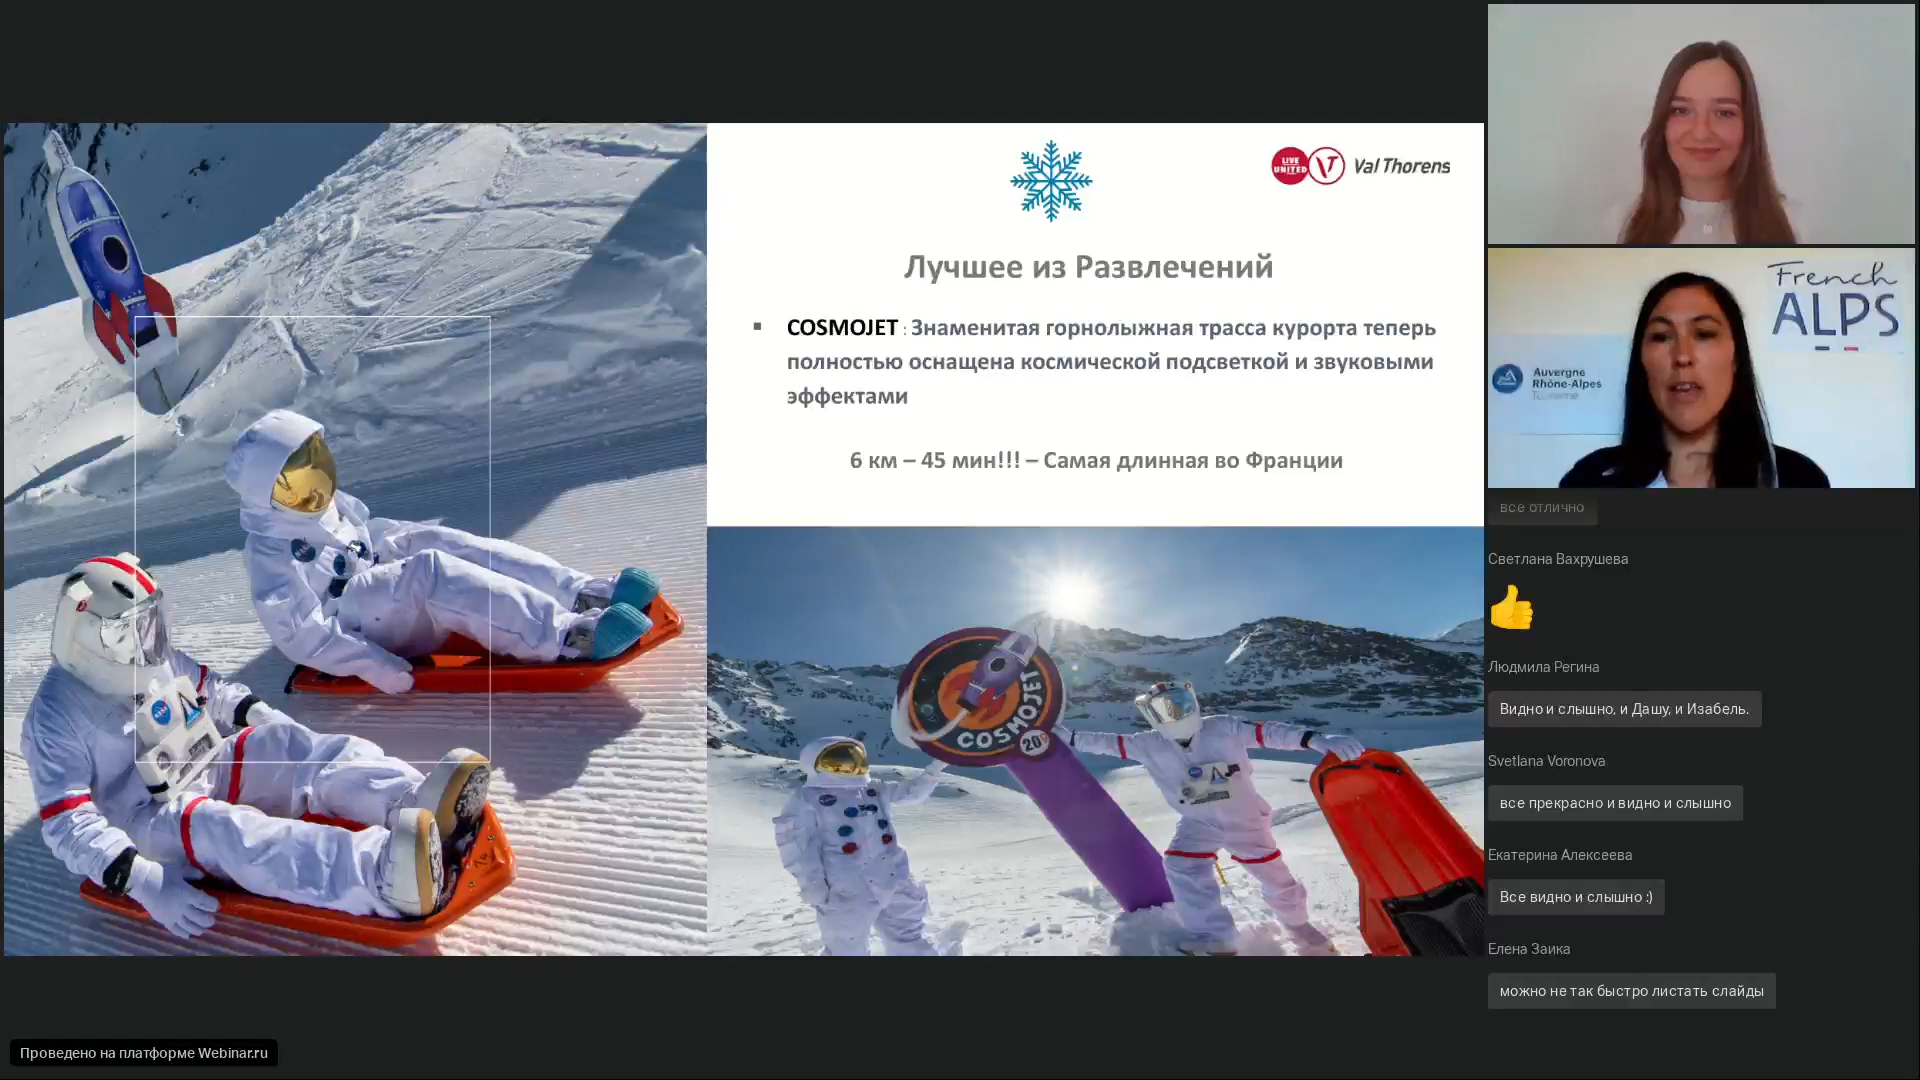 LIVE
UNITED
Val Thorens
Лучшее из Развлечений
▪ COSMOJET : Знаменитая горнолыжная трасса курорта теперь
полностью оснащена космической подсветкой и звуковыми
эффектами
6 км – 45 мин!!! – Самая длинная во Франции
COSMOJET
French
ALPS
Auvergne
Rhône-Alpes
Tourisme
все отлично
Светлана Вахрушева
Людмила Регина
Видно и слышно, и Дашу, и Изабель.
Svetlana Voronova
все прекрасно и видно и слышно
Екатерина Алексеева
Все видно и слышно :)
Елена Заика
можно не так быстро листать слайды
Проведено на платформе Webinar.ru